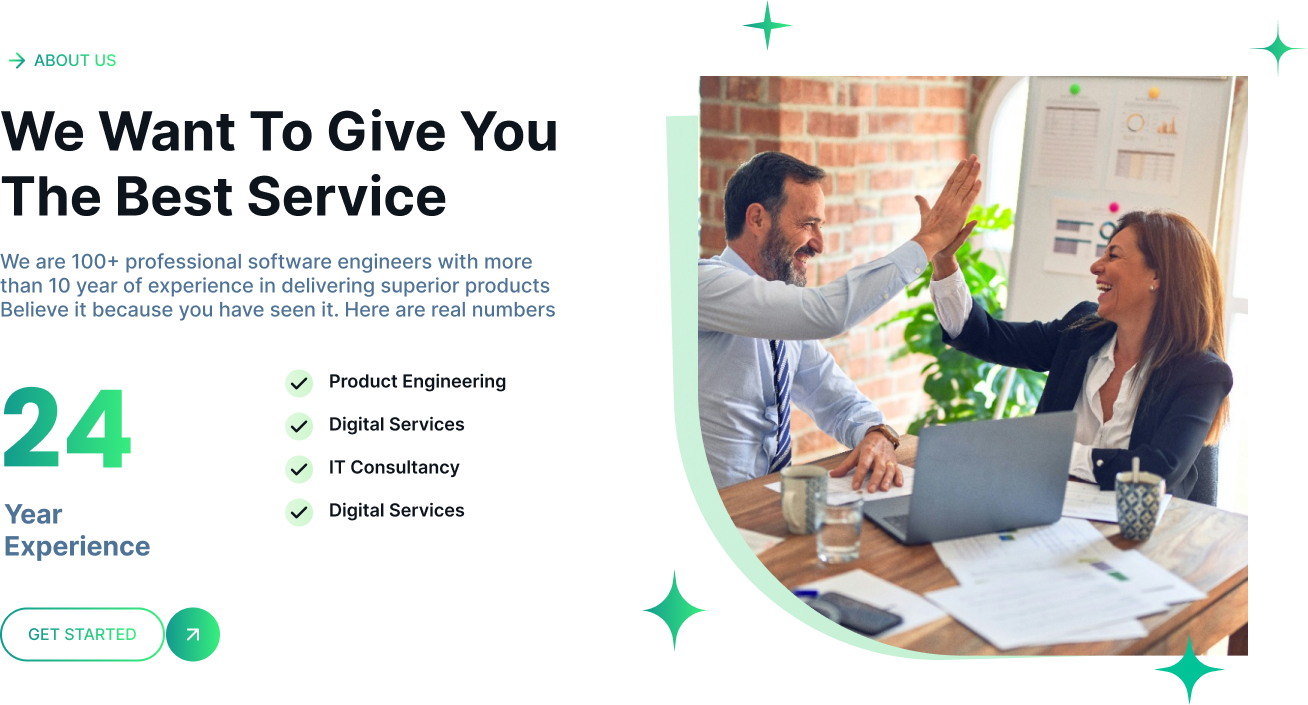 ABOUT US
We Want To Give You
The Best Service
We are 100+ professional software engineers with more
than 10 year of experience in delivering superior products
Believe it because you have seen it. Here are real numbers
24
Year
Experience
Product Engineering
Digital Services
IT Consultancy
Digital Services
GET STARTED